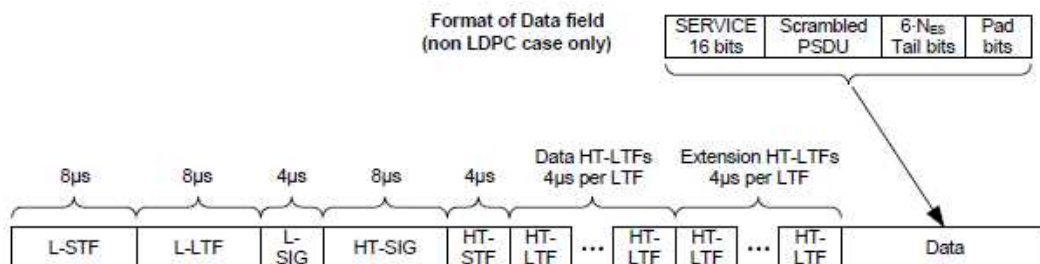 Format of Data field
(non LDPC case only)
SERVICE 16 bits
Scrambled PSDU
6·NES Tail bits
Pad bits
Data HT-LTFs
4µs per LTF
Extension HT-LTFs
4µs per LTF
8µs
8µs
4µs
8µs
4µs
L-STF
L-LTF
L-SIG
HT-SIG
HT-STF
HT-LTF
...
HT-LTF
HT-LTF
...
HT-LTF
Data